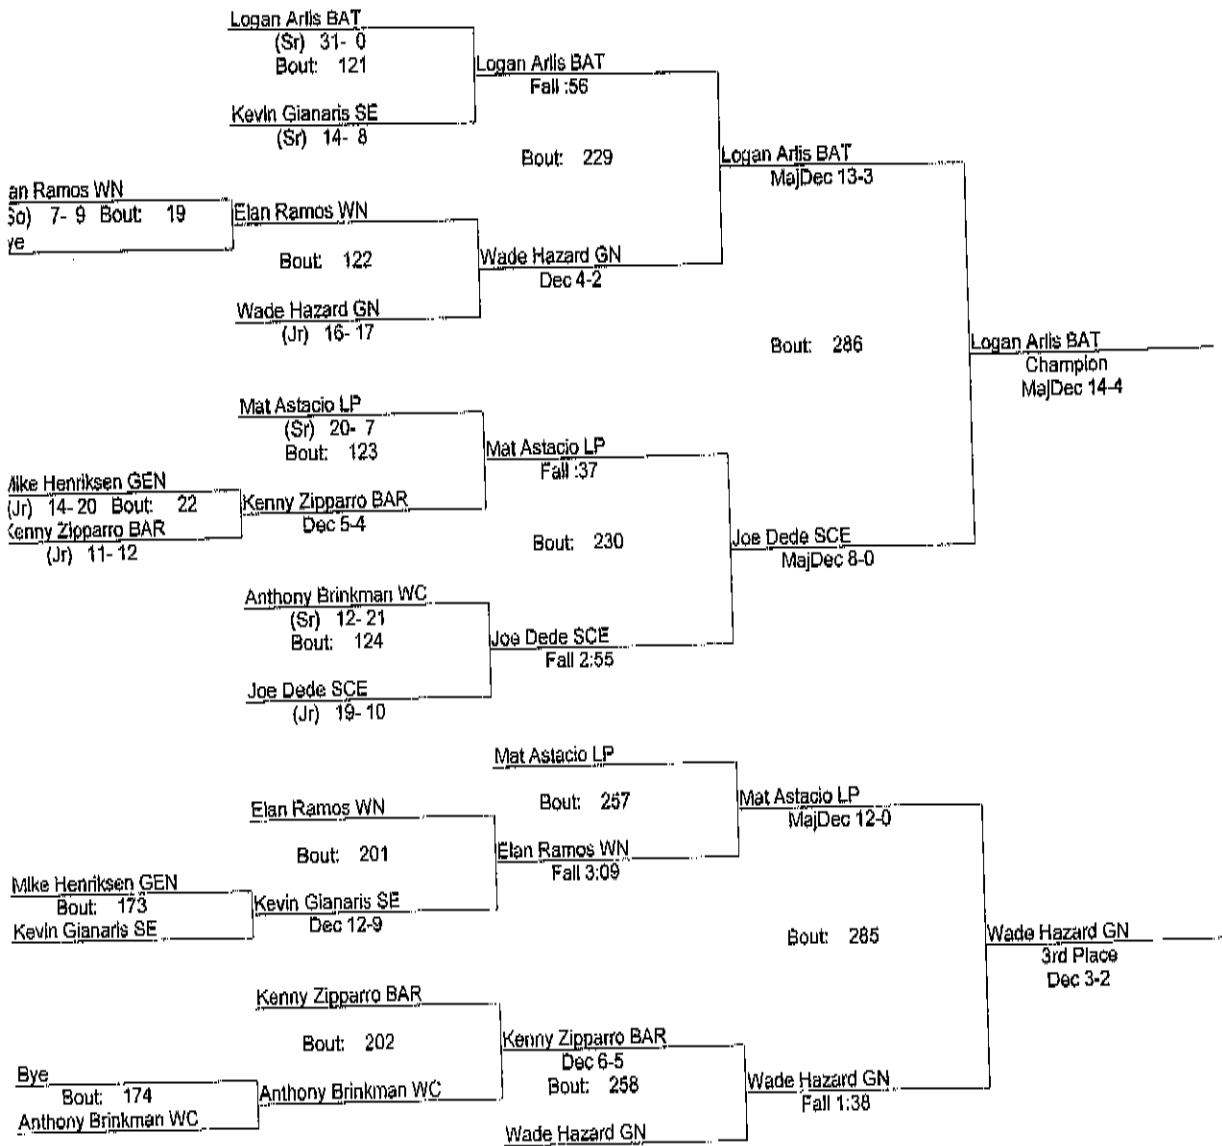 Logan Arlis BAT
(Sr) 31- 0
Bout: 121
Logan Arlis BAT
Fall :56
Kevin Gianaris SE
(Sr) 14- 8
Bout: 229
Logan Arlis BAT
MajDec 13-3
an Ramos WN
So) 7- 9 Bout: 19
ye
Elan Ramos WN
Bout: 122
Wade Hazard GN
Dec 4-2
Wade Hazard GN
(Jr) 16- 17
Bout: 286
Logan Arlis BAT
Champion
MajDec 14-4
Mat Astacio LP
(Sr) 20- 7
Bout: 123
Mat Astacio LP
Fall :37
Mike Henriksen GEN
(Jr) 14- 20 Bout: 22
Kenny Zipparro BAR
(Jr) 11- 12
Kenny Zipparro BAR
Dec 5-4
Bout: 230
Joe Dede SCE
MajDec 8-0
Anthony Brinkman WC
(Sr) 12- 21
Bout: 124
Joe Dede SCE
Fall 2:55
Joe Dede SCE
(Jr) 19- 10
Mat Astacio LP
Bout: 257
Mat Astacio LP
MajDec 12-0
Elan Ramos WN
Bout: 201
Elan Ramos WN
Fall 3:09
Mike Henriksen GEN
Bout: 173
Kevin Gianaris SE
Kevin Gianaris SE
Dec 12-9
Bout: 285
Wade Hazard GN
3rd Place
Dec 3-2
Kenny Zipparro BAR
Bout: 202
Kenny Zipparro BAR
Dec 6-5
Bout: 258
Bye
Bout: 174
Anthony Brinkman WC
Anthony Brinkman WC
Wade Hazard GN
Fall 1:38
Wade Hazard GN